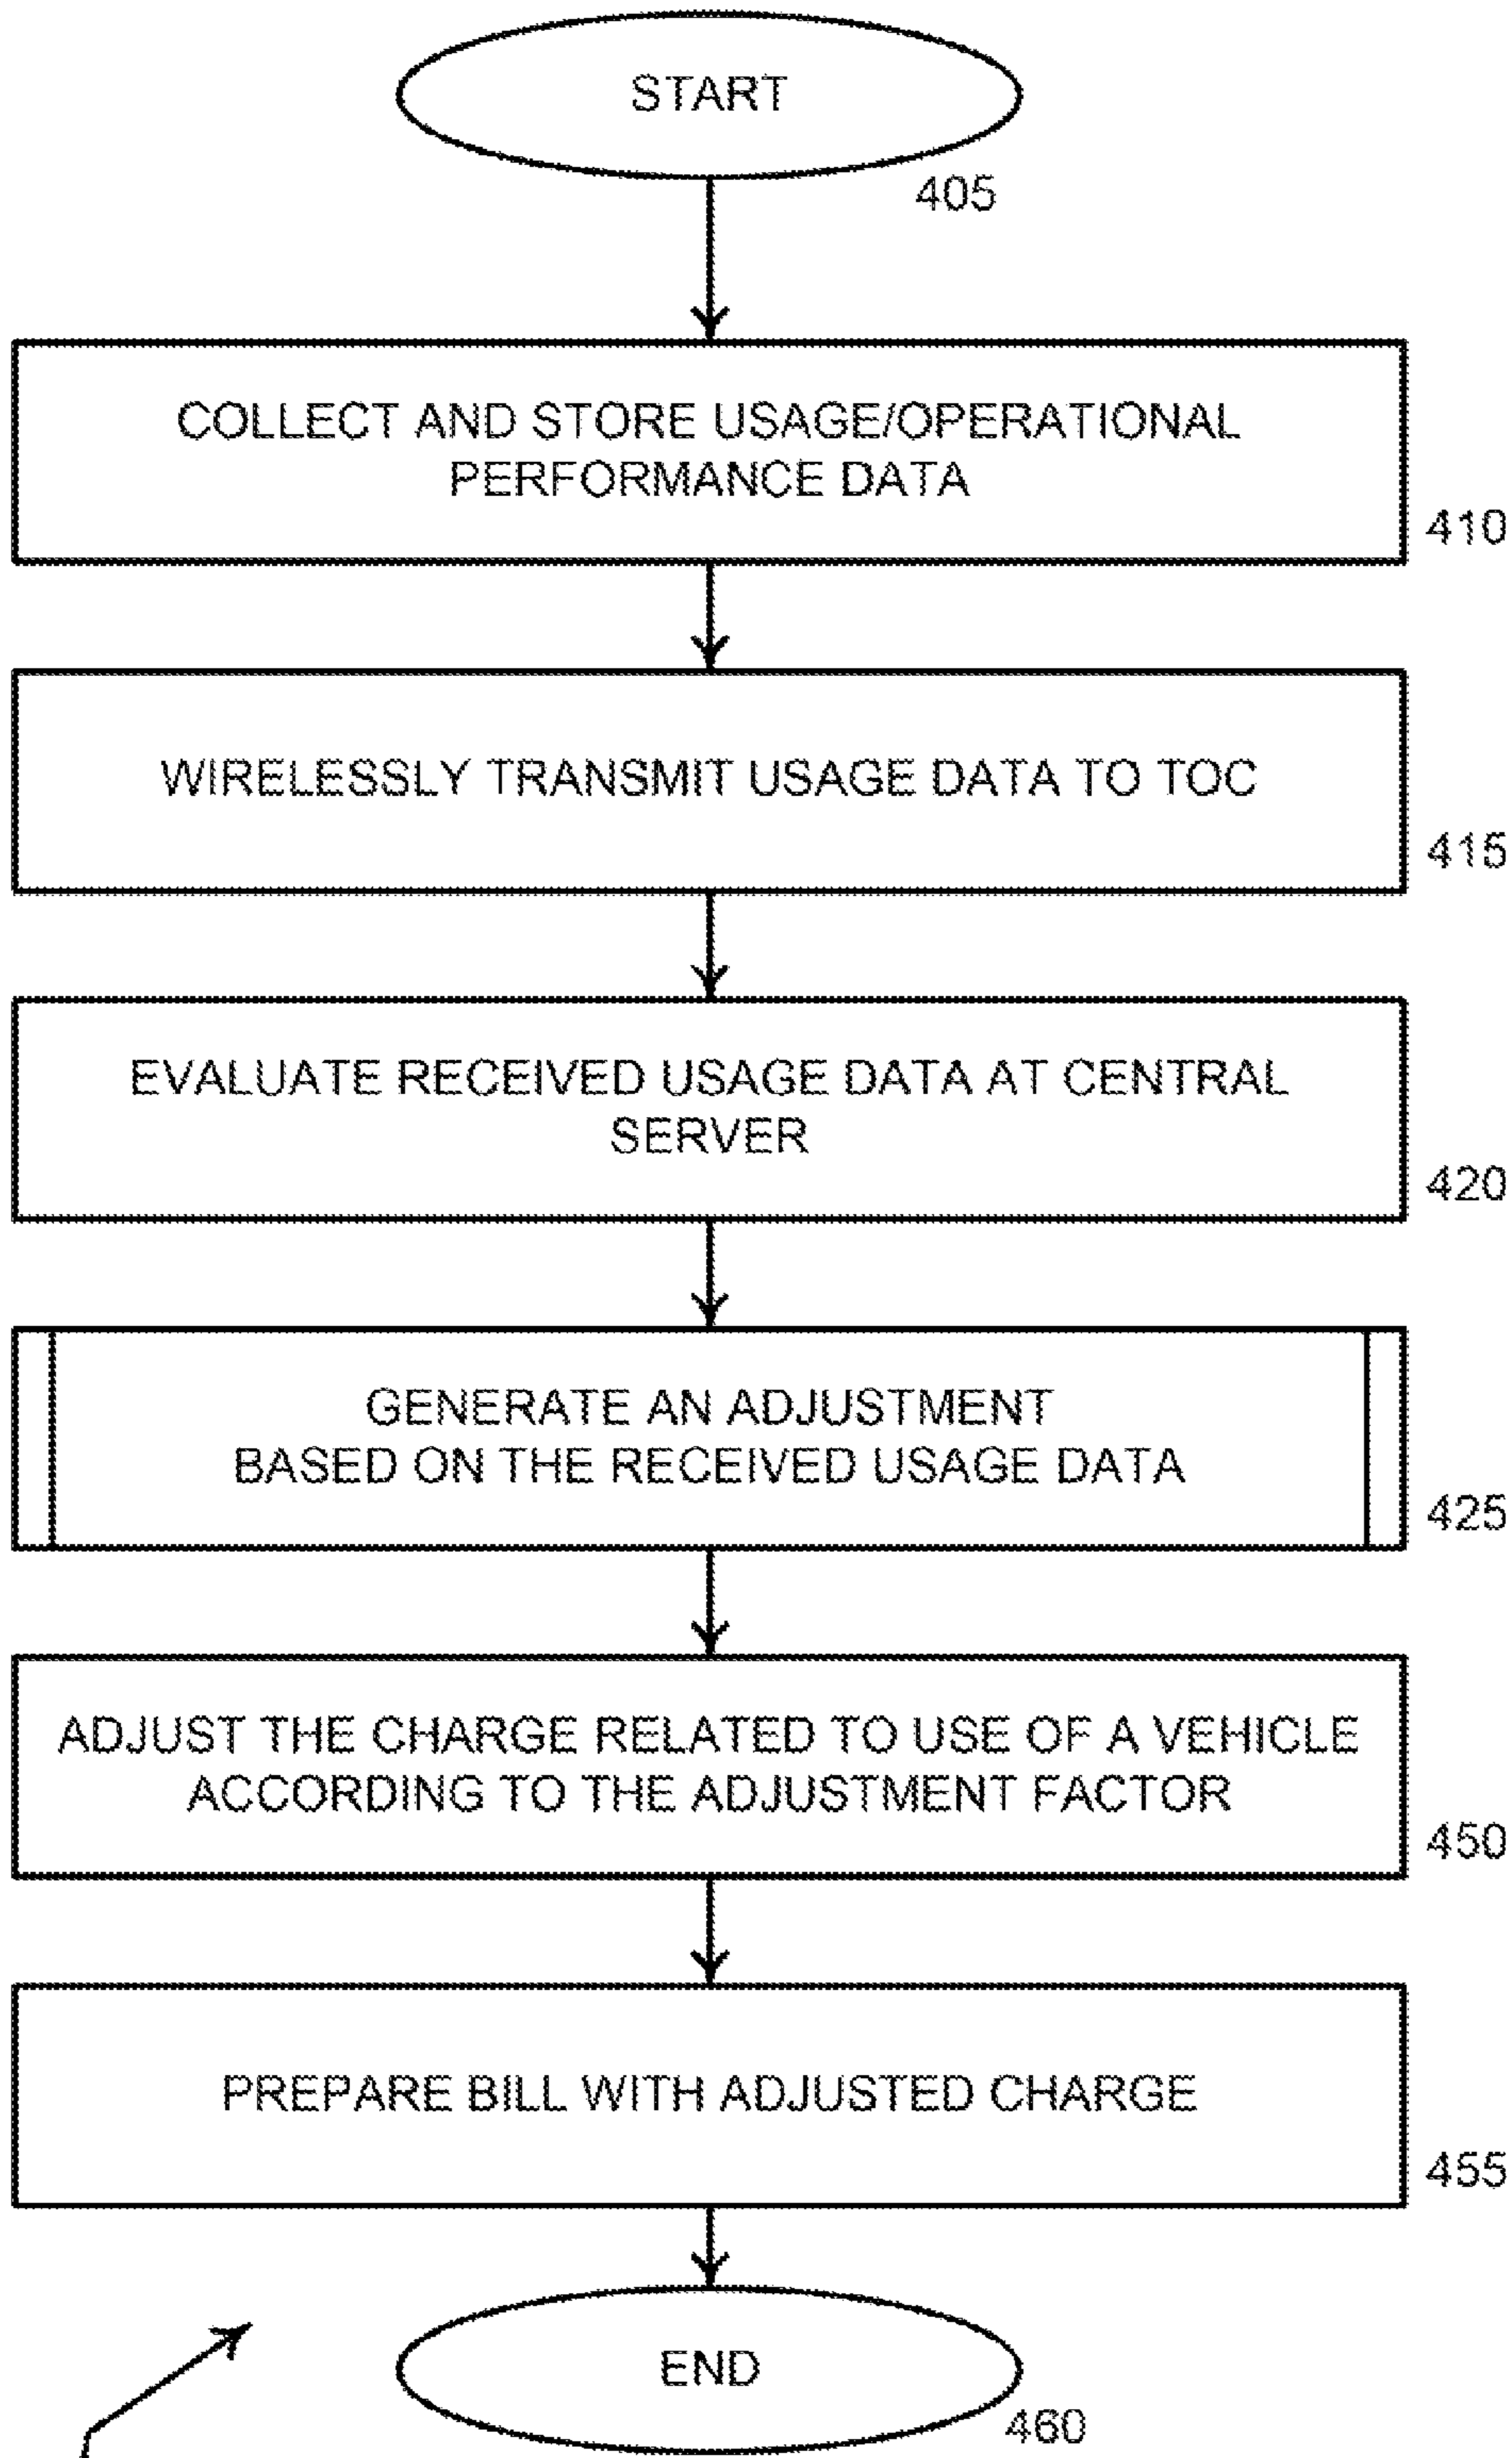 START
405
COLLECT AND STORE USAGE/OPERATIONAL
PERFORMANCE DATA
410
WIRELESSLY TRANSMIT USAGE DATA TO TOC
415
EVALUATE RECEIVED USAGE DATA AT CENTRAL
SERVER
420
GENERATE AN ADJUSTMENT
BASED ON THE RECEIVED USAGE DATA
425
ADJUST THE CHARGE RELATED TO USE OF A VEHICLE
ACCORDING TO THE ADJUSTMENT FACTOR
450
PREPARE BILL WITH ADJUSTED CHARGE
455
END
460